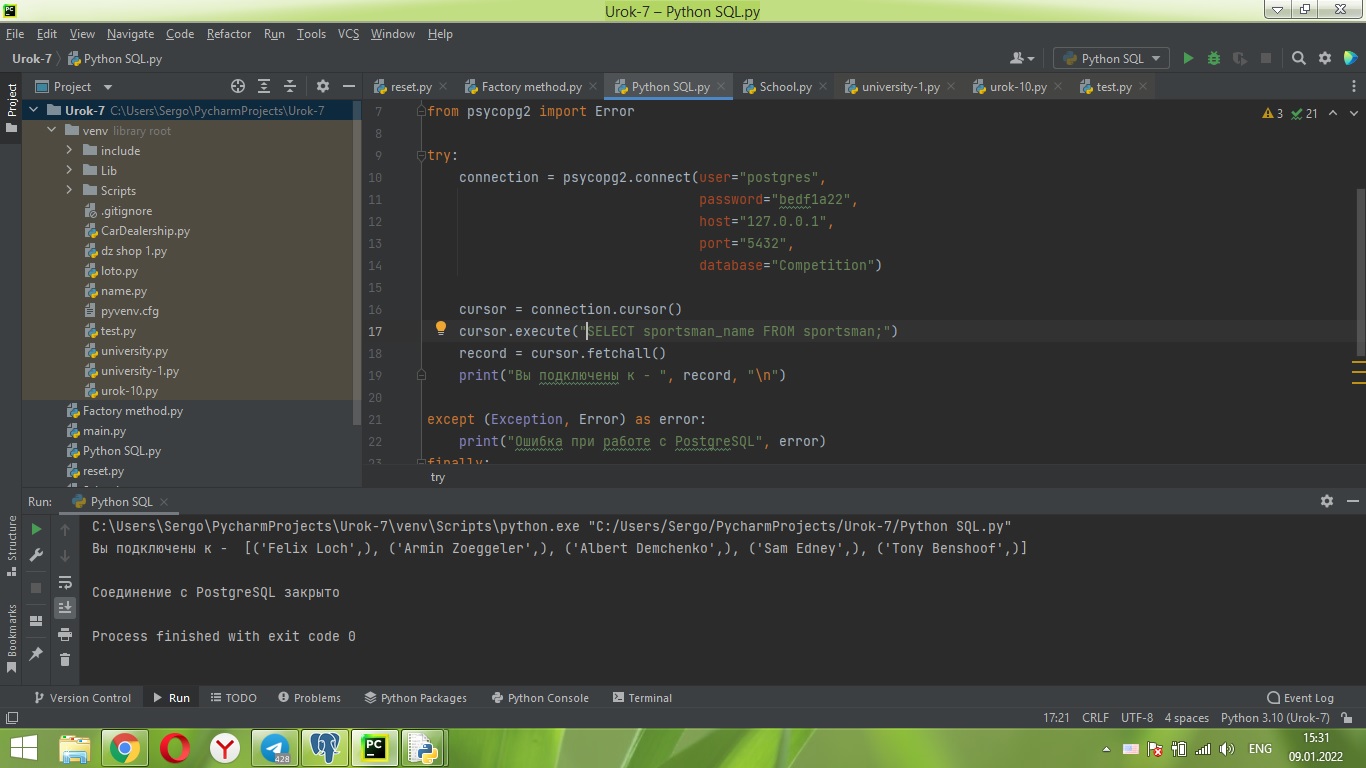 Urok-7 – Python SQL.py
File Edit View Navigate Code Refactor Run Tools VCS Window Help
Urok-7 Python SQL.py
Python SQL
Project
Project
reset.py Factory method.py Python SQL.py School.py university-1.py urok-10.py test.py
Urok-7 C:\Users\Sergo\PycharmProjects\Urok-7
venv library root
include
Lib
Scripts
.gitignore
CarDealership.py
dz shop 1.py
loto.py
name.py
pyvenv.cfg
test.py
university.py
university-1.py
urok-10.py
Factory method.py
main.py
Python SQL.py
reset.py
3 21
7 from psycopg2 import Error
8
9 try:
10 connection = psycopg2.connect(user="postgres",
11 password="bedf1a22",
12 host="127.0.0.1",
13 port="5432",
14 database="Competition")
15
16 cursor = connection.cursor()
17 cursor.execute("SELECT sportsman_name FROM sportsman;")
18 record = cursor.fetchall()
19 print("Вы подключены к - ", record, "\n")
20
21 except (Exception, Error) as error:
22 print("Ошибка при работе с PostgreSQL", error)
23 finally:
try
Run: Python SQL
Structure
Bookmarks
C:\Users\Sergo\PycharmProjects\Urok-7\venv\Scripts\python.exe "C:/Users/Sergo/PycharmProjects/Urok-7/Python SQL.py"
Вы подключены к -  [('Felix Loch',), ('Armin Zoeggeler',), ('Albert Demchenko',), ('Sam Edney',), ('Tony Benshoof',)]
Соединение с PostgreSQL закрыто
Process finished with exit code 0
Version Control Run TODO Problems Python Packages Python Console Terminal Event Log
17:21 CRLF UTF-8 4 spaces Python 3.10 (Urok-7)
428
PC
ENG
15:31
09.01.2022